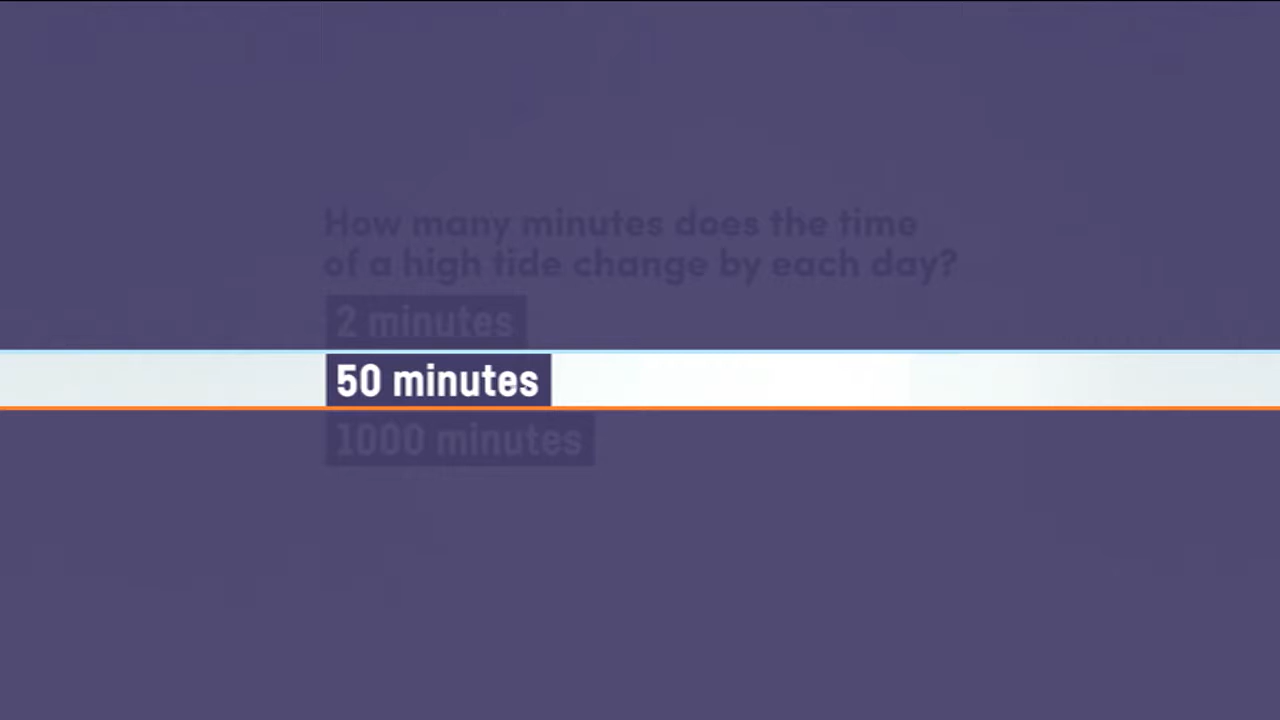 How many minutes does the time
of a high tide change by each day?
2 minutes
50 minutes
1000 minutes